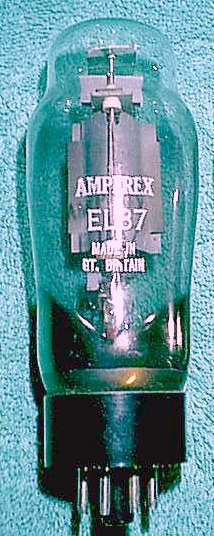 AMPEREX
EL37
MADE IN
GT. BRITAIN